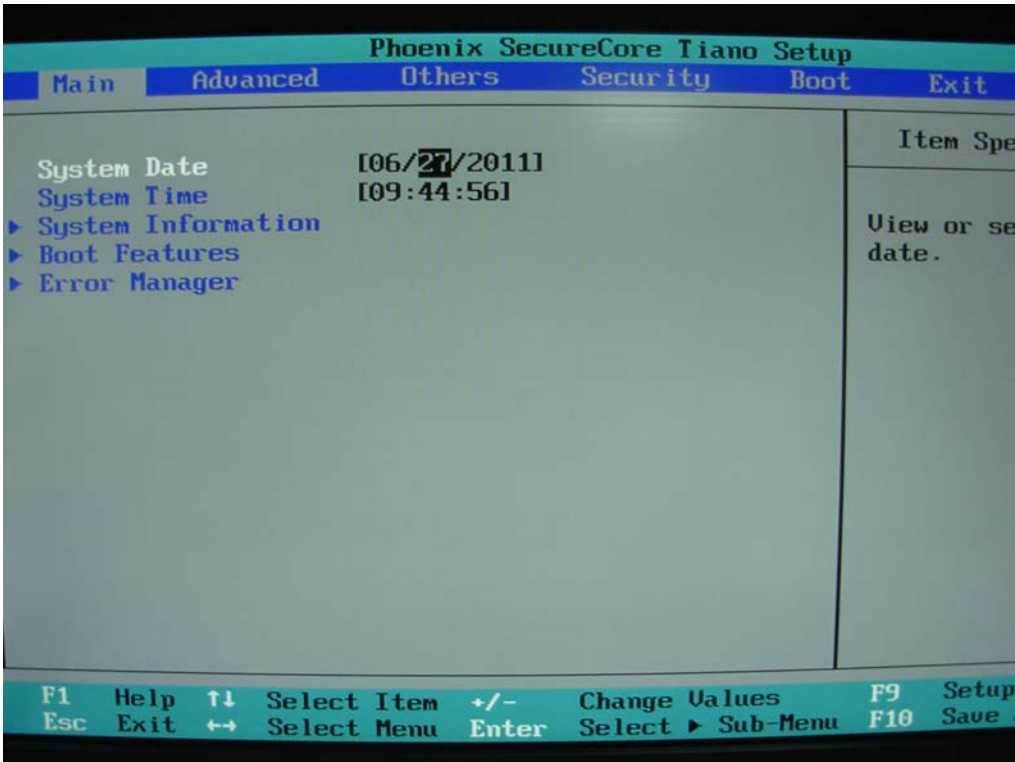 Phoenix SecureCore Tiano Setup
Main Advanced Others Security Boot Exit
Item Spe
System Date [06/27/2011]
System Time [09:44:56]
▶ System Information
▶ Boot Features
▶ Error Manager
View or se
date.
F1 Help ↑↓ Select Item +/- Change Values F9 Setup
Esc Exit ↔ Select Menu Enter Select ▶ Sub-Menu F10 Save